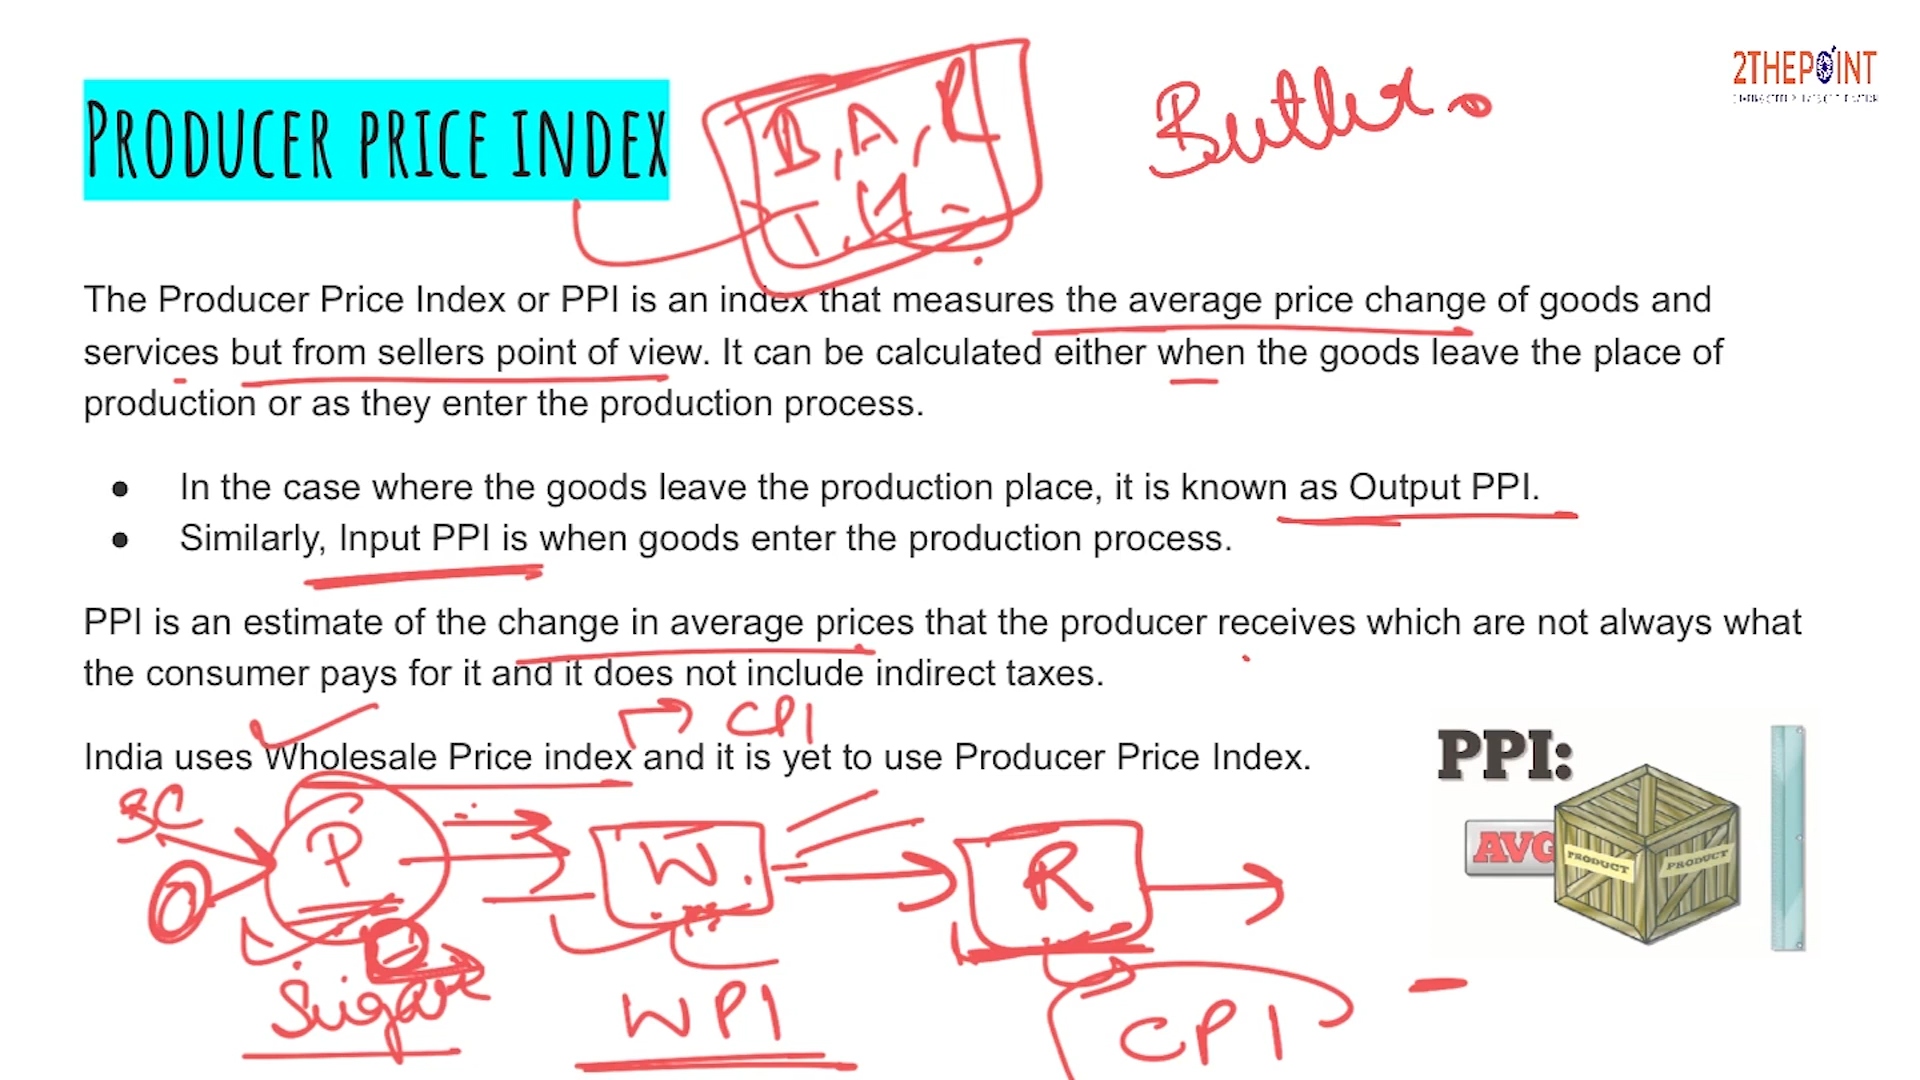 PRODUCER PRICE INDEX
B, A, R
T, M -
Butler.
2THEPOINT
The Producer Price Index or PPI is an index that measures the average price change of goods and
services but from sellers point of view. It can be calculated either when the goods leave the place of
production or as they enter the production process.
● In the case where the goods leave the production place, it is known as Output PPI.
● Similarly, Input PPI is when goods enter the production process.
PPI is an estimate of the change in average prices that the producer receives which are not always what
the consumer pays for it and it does not include indirect taxes.
CPI
India uses Wholesale Price index and it is yet to use Producer Price Index.
PPI:
SC
P
W.
R
AVG
PRODUCT PRODUCT
Sugar
WPI
CPI